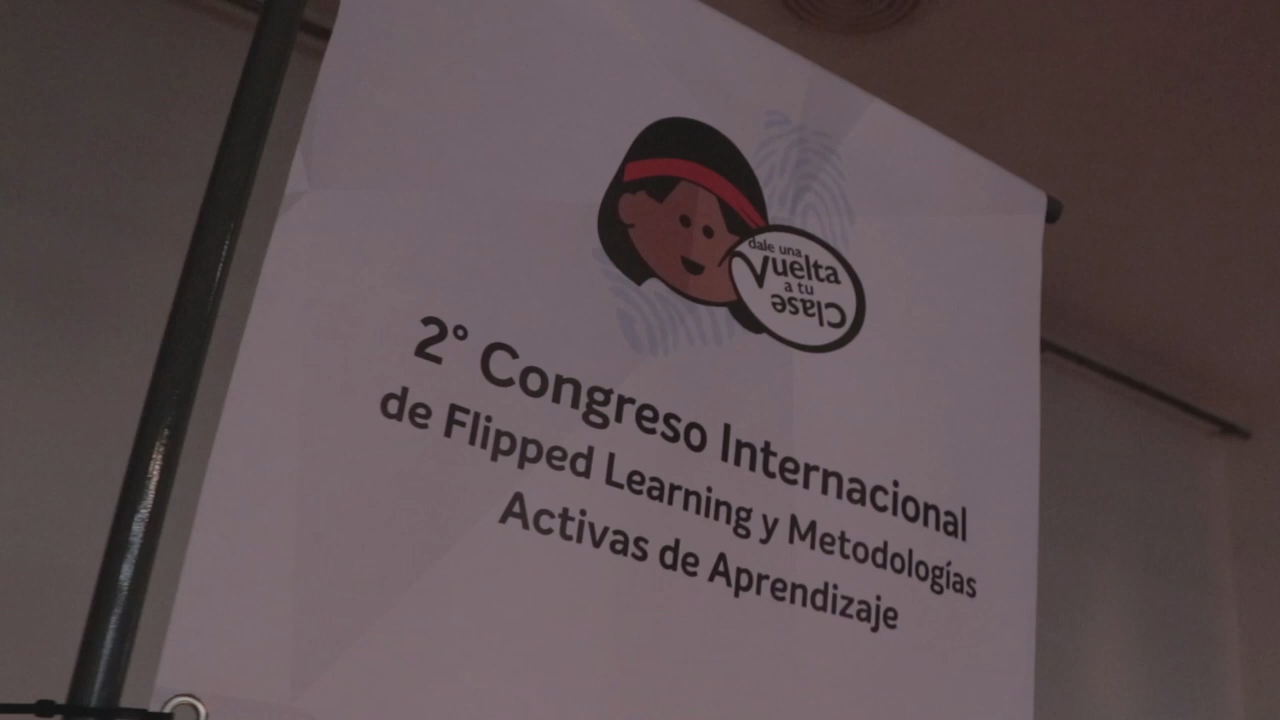 dale una
Vuelta
a tu
Clase
2° Congreso Internacional
de Flipped Learning y Metodologías
Activas de Aprendizaje